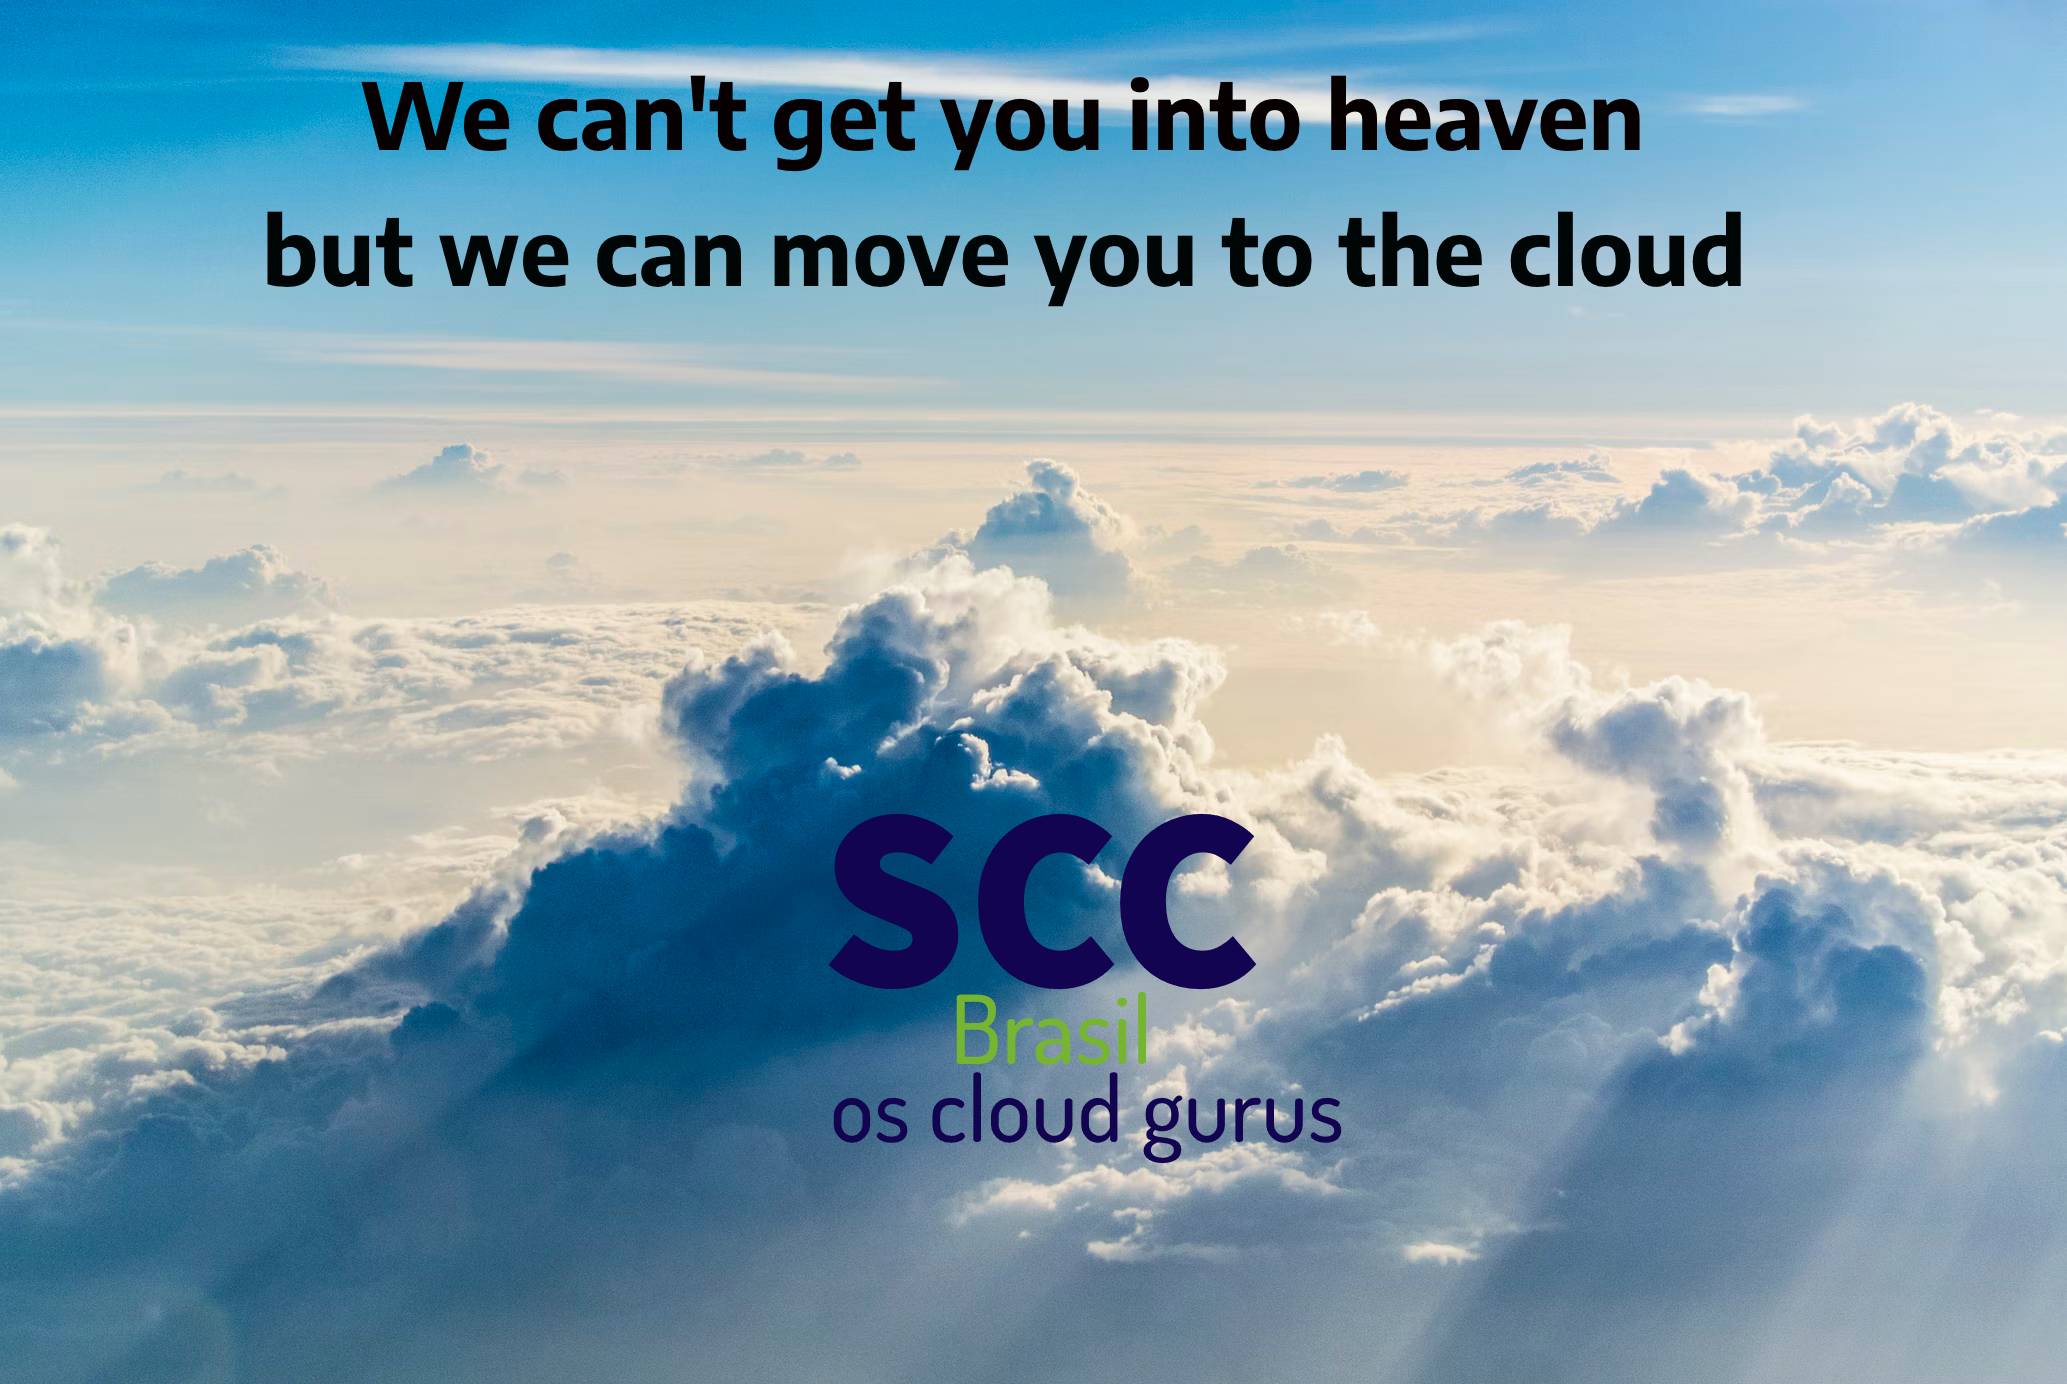 We can't get you into heaven
but we can move you to the cloud
scc
Brasil
os cloud gurus